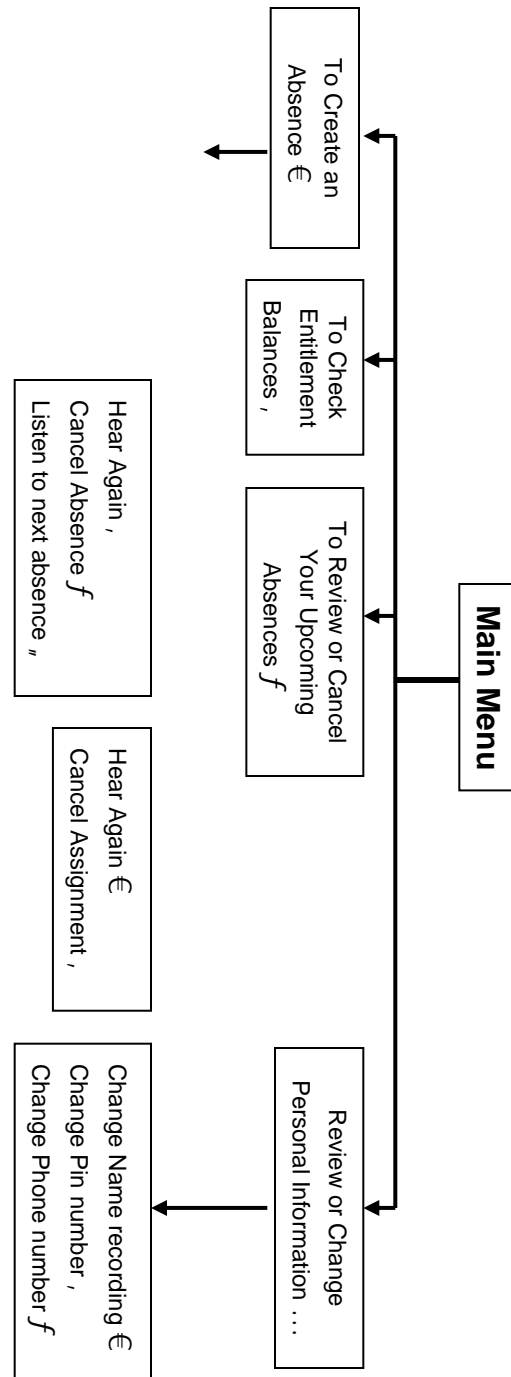 Main Menu
To Create an
Absence €
To Check
Entitlement
Balances ‚
To Review or Cancel
Your Upcoming
Absences ƒ
Review or Change
Personal Information …
Hear Again ‚
Cancel Absence ƒ
Listen to next absence „
Hear Again €
Cancel Assignment ‚
Change Name recording €
Change Pin number ‚
Change Phone number ƒ